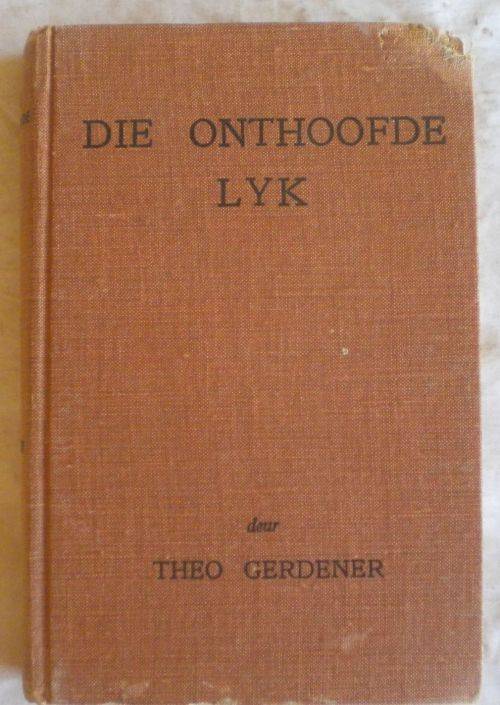 DIE ONTHOOFDE
LYK
deur
THEO GERDENER